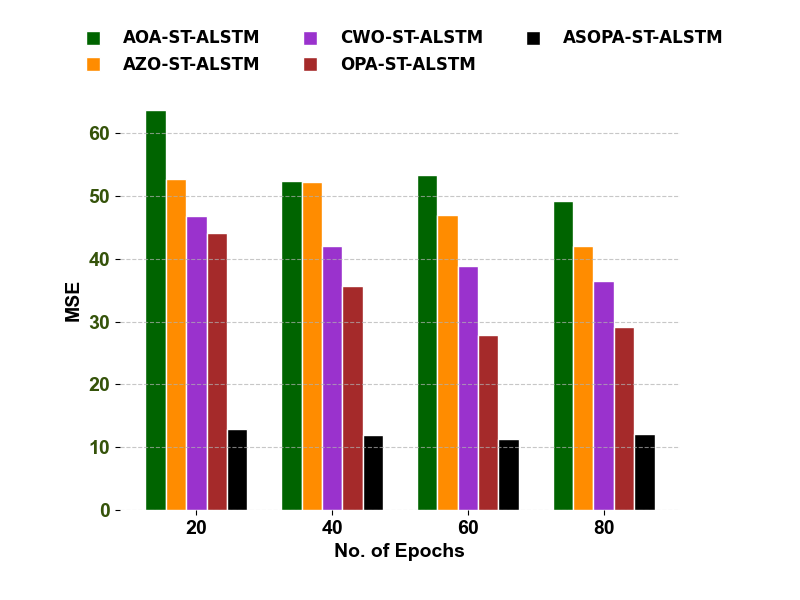 AOA-ST-ALSTM CWO-ST-ALSTM ASOPA-ST-ALSTM
AZO-ST-ALSTM OPA-ST-ALSTM
60
50
40
30
20
10
0
MSE
20 40 60 80
No. of Epochs